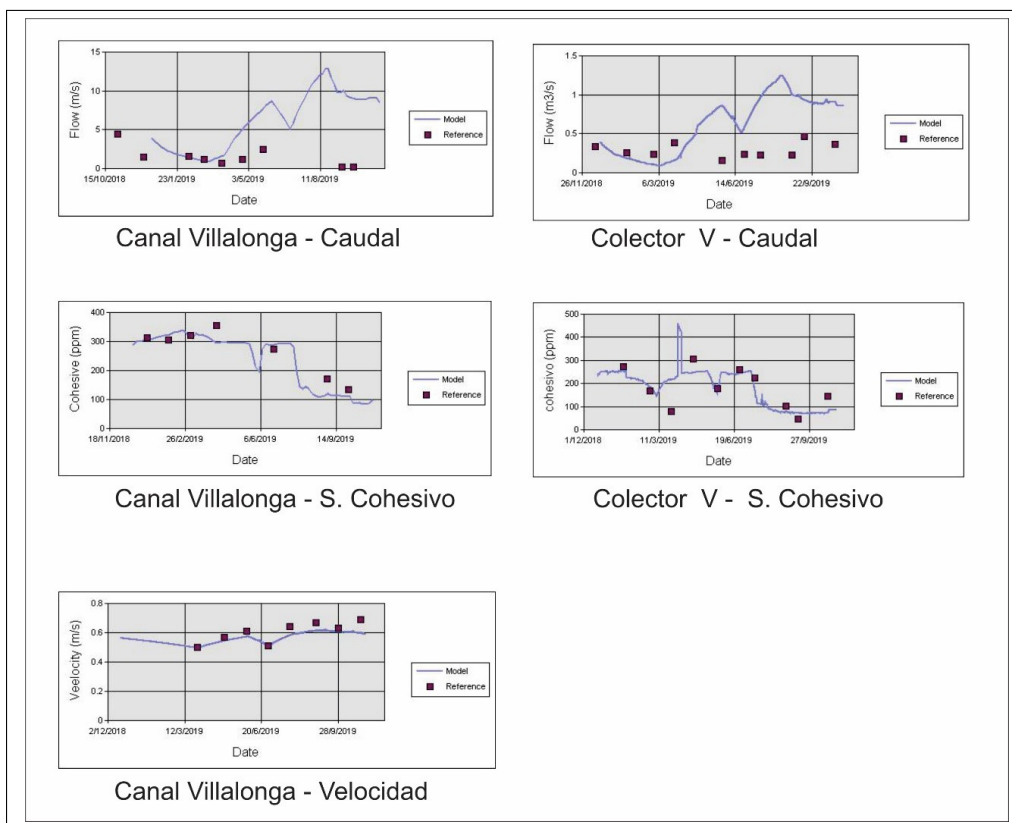 15
10
5
0
Flow (m/s)
15/10/2018 23/1/2019 3/5/2019 11/8/2019
Date
Model
Reference
Canal Villalonga - Caudal
1.5
1
0.5
0
Flow (m3/s)
26/11/2018 6/3/2019 14/6/2019 22/9/2019
Date
Model
Reference
Colector V - Caudal
400
300
200
100
0
Cohesive (ppm)
18/11/2018 26/2/2019 6/6/2019 14/9/2019
Date
Model
Reference
Canal Villalonga - S. Cohesivo
500
400
300
200
100
0
cohesivo (ppm)
1/12/2018 11/3/2019 19/6/2019 27/9/2019
Date
Model
Reference
Colector V - S. Cohesivo
0.8
0.6
0.4
0.2
0
Veelocity (m/s)
2/12/2018 12/3/2019 20/6/2019 28/9/2019
Date
Model
Reference
Canal Villalonga - Velocidad